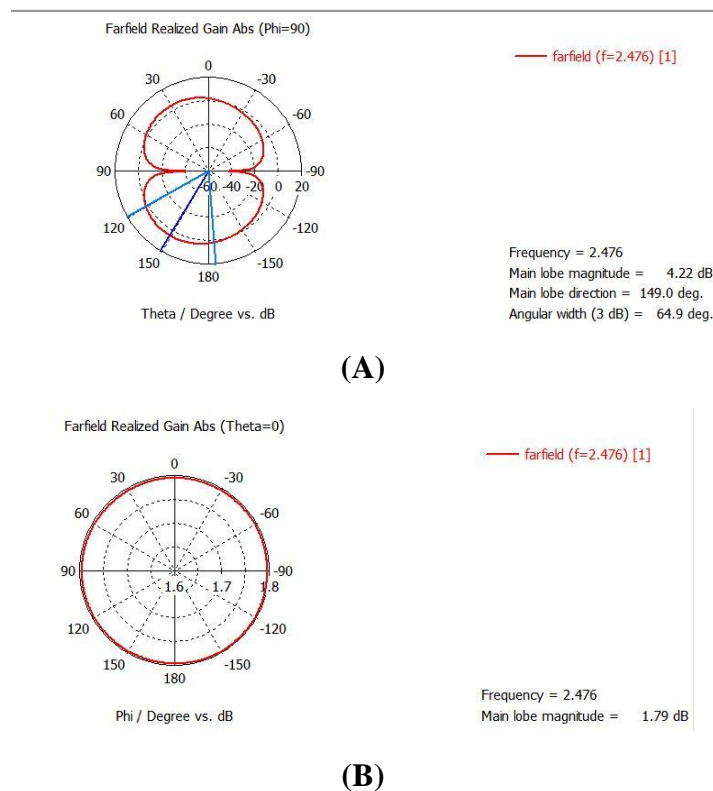 Farfield Realized Gain Abs (Phi=90)
farfield (f=2.476) [1]
0
30 -30
60 -60
90 -60 -40 -20 0 20 -90
120 -120
150 -150
180
Theta / Degree vs. dB
Frequency = 2.476
Main lobe magnitude = 4.22 dB
Main lobe direction = 149.0 deg.
Angular width (3 dB) = 64.9 deg.
(A)
Farfield Realized Gain Abs (Theta=0)
farfield (f=2.476) [1]
0
30 -30
60 -60
90 -90
1.6 1.7 1.8
120 -120
150 -150
180
Phi / Degree vs. dB
Frequency = 2.476
Main lobe magnitude = 1.79 dB
(B)